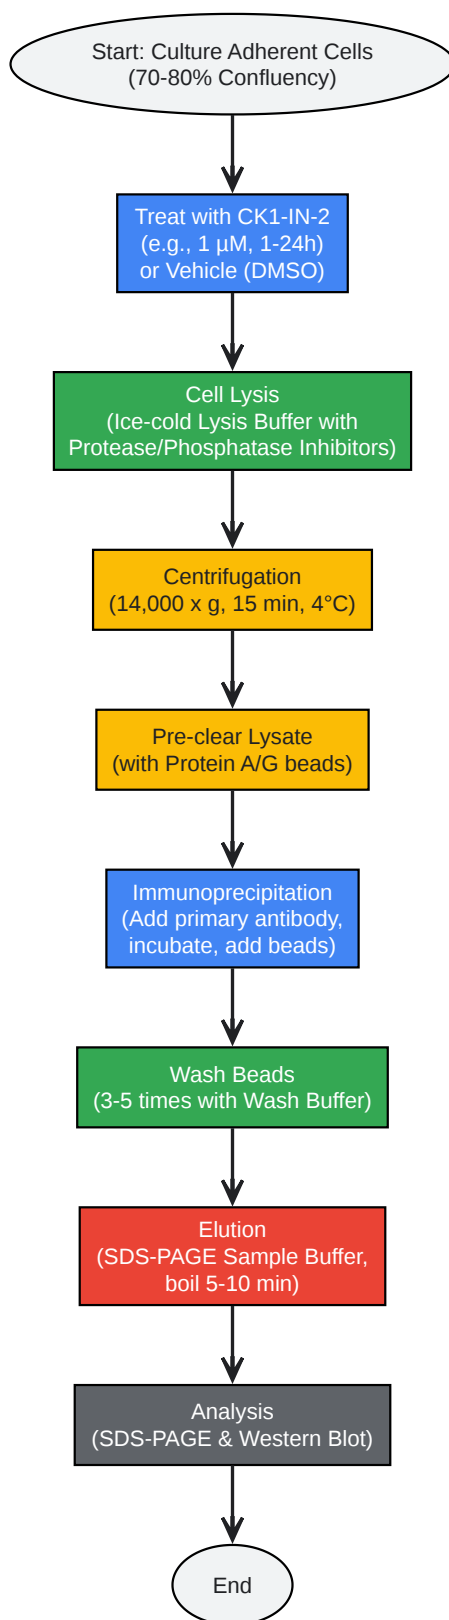 Start: Culture Adherent Cells
(70-80% Confluency)
Treat with CK1-IN-2
(e.g., 1 µM, 1-24h)
or Vehicle (DMSO)
Cell Lysis
(Ice-cold Lysis Buffer with
Protease/Phosphatase Inhibitors)
Centrifugation
(14,000 x g, 15 min, 4°C)
Pre-clear Lysate
(with Protein A/G beads)
Immunoprecipitation
(Add primary antibody,
incubate, add beads)
Wash Beads
(3-5 times with Wash Buffer)
Elution
(SDS-PAGE Sample Buffer,
boil 5-10 min)
Analysis
(SDS-PAGE & Western Blot)
End